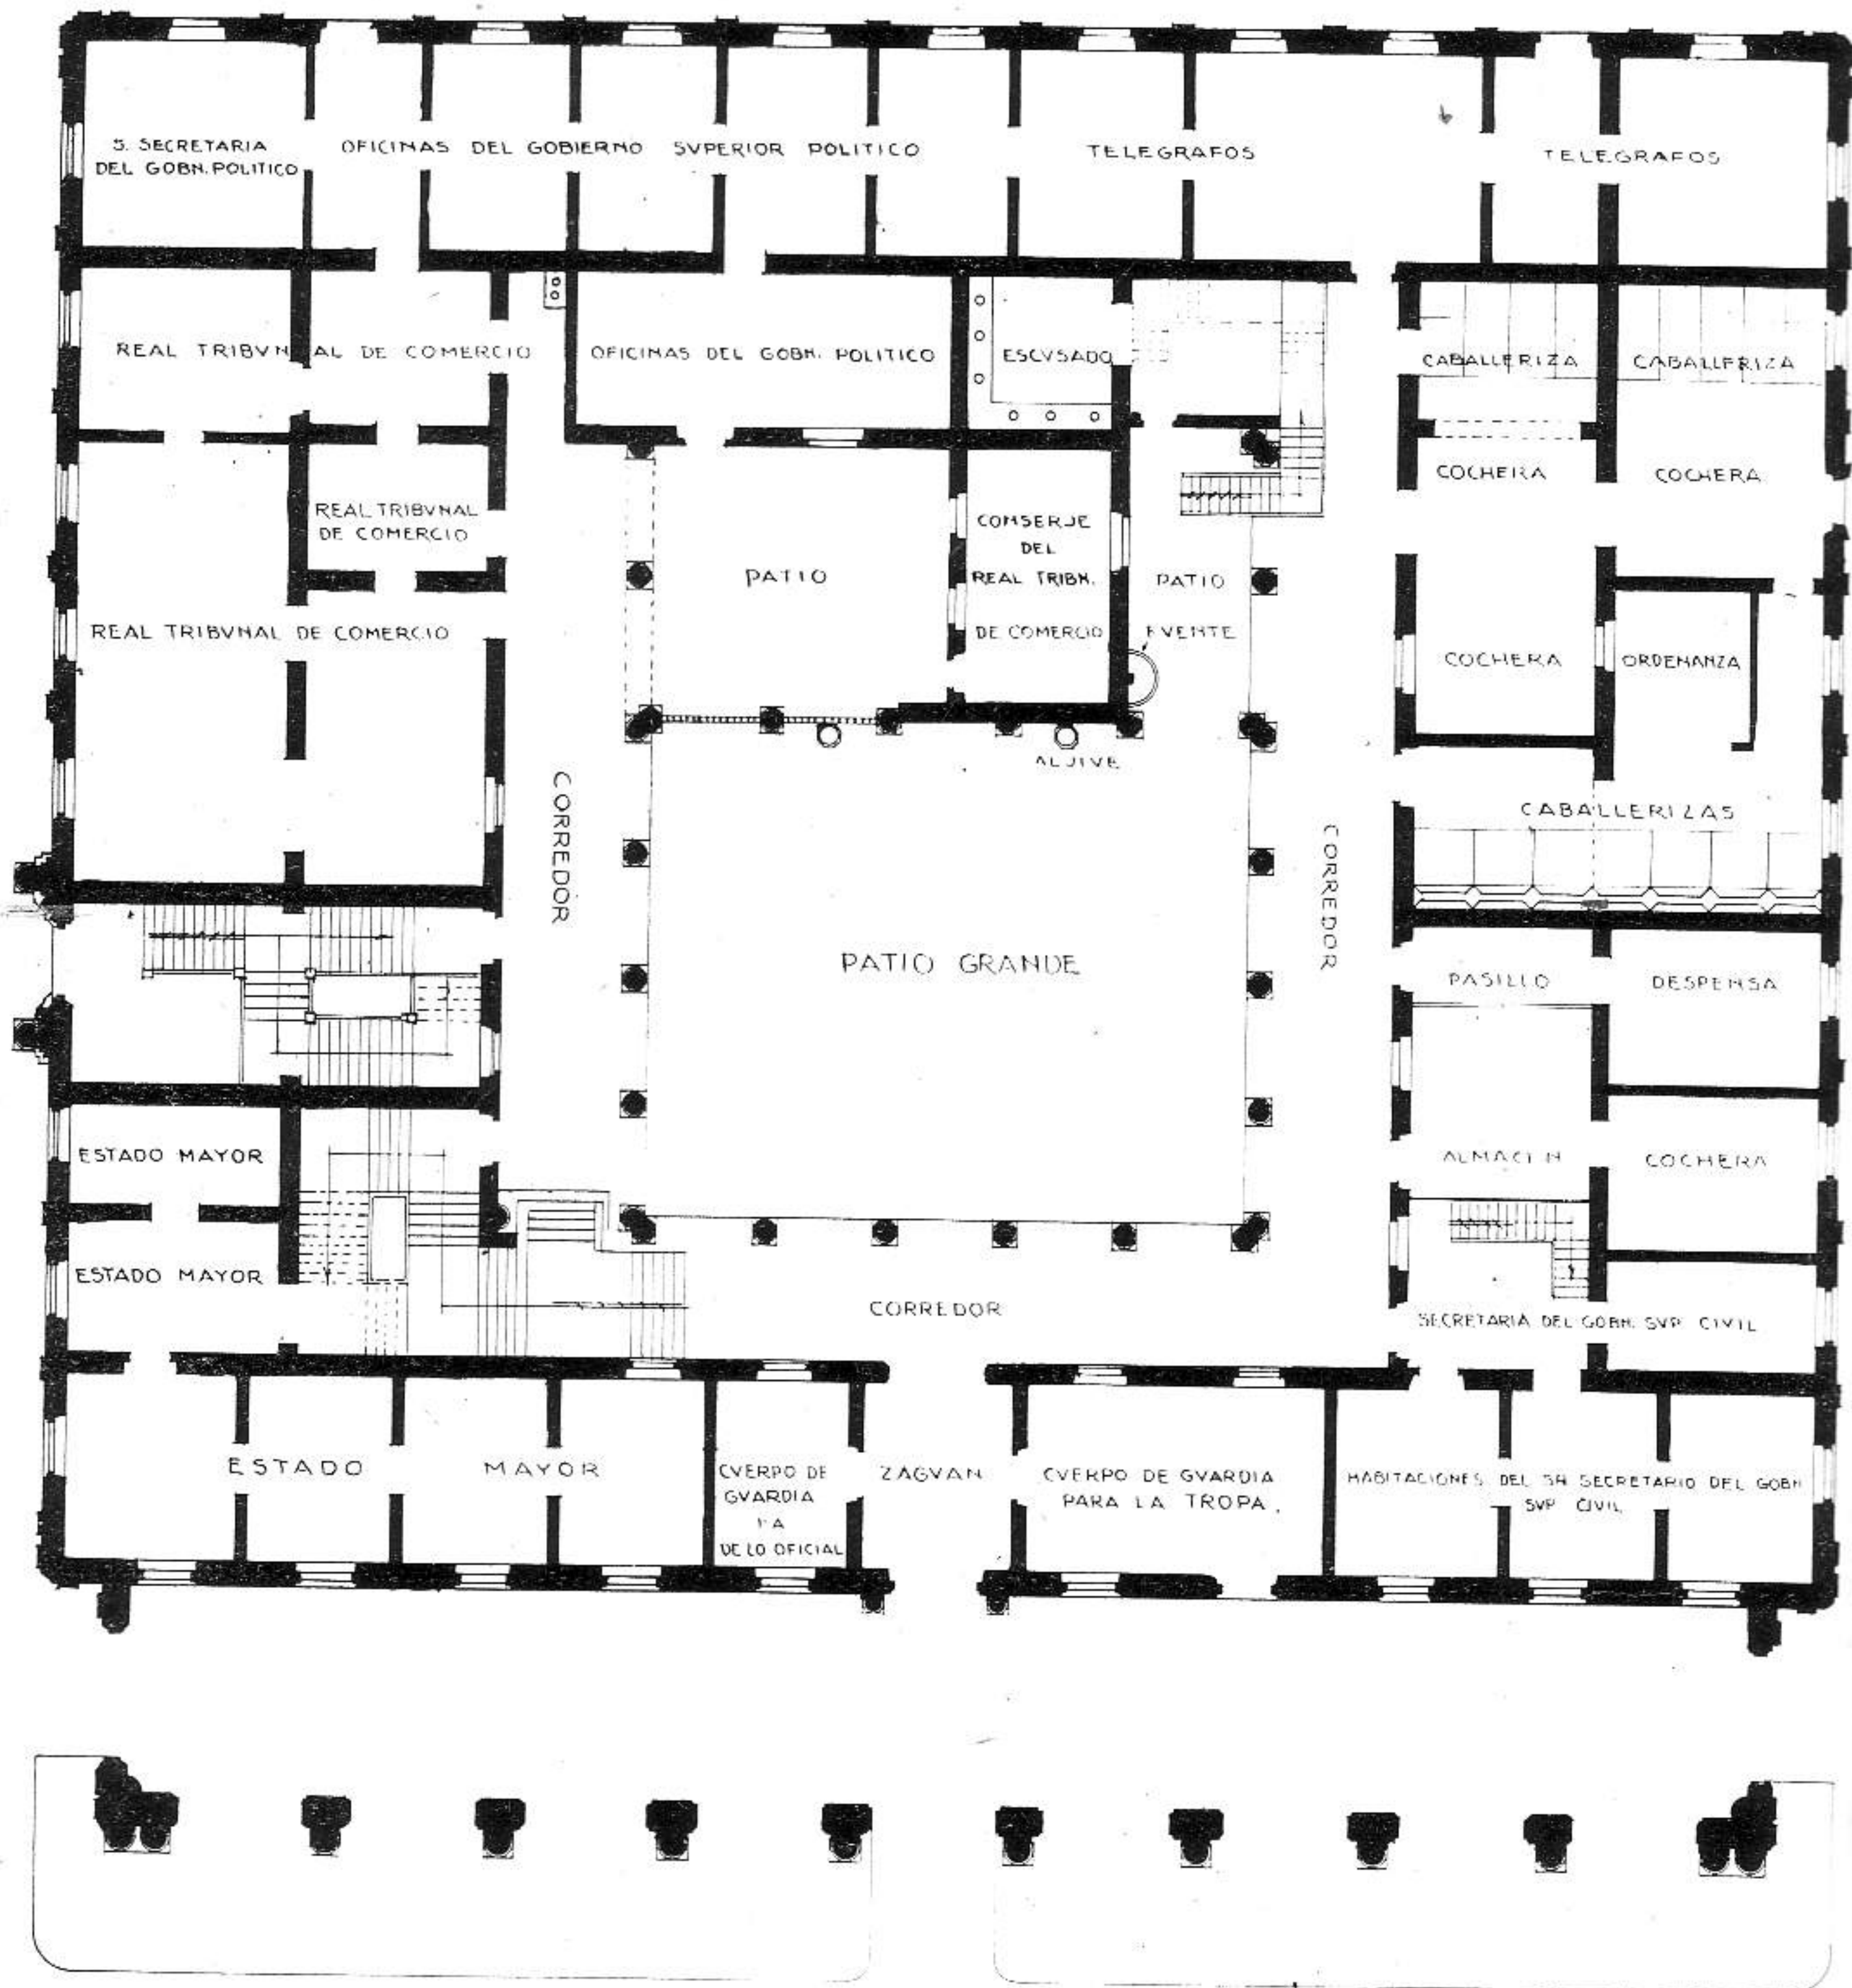 S. SECRETARIA
DEL GOBN. POLITICO
OFICINAS DEL GOBIERNO SVPERIOR POLITICO
TELEGRAFOS
TELEGRAFOS
REAL TRIBVNAL DE COMERCIO
OFICINAS DEL GOBN. POLITICO
ESCVSADO
CABALLERIZA
CABALLERIZA
REAL TRIBVNAL
DE COMERCIO
PATIO
CONSERJE
DEL
REAL TRIBN.
DE COMERCIO
PATIO
FVENTE
COCHERA
COCHERA
REAL TRIBVNAL DE COMERCIO
COCHERA
ORDENANZA
ALJIVE
CORREDOR
CORREDOR
CABALLERIZAS
PATIO GRANDE
PASILLO
DESPENSA
ESTADO MAYOR
ALMACEN
COCHERA
ESTADO MAYOR
CORREDOR
SECRETARIA DEL GOBN. SVP. CIVIL
ESTADO MAYOR
CVERPO DE
GVARDIA
DE LO OFICIAL
ZAGVAN
CVERPO DE GVARDIA
PARA LA TROPA.
HABITACIONES DEL SR SECRETARIO DEL GOBN
SVP CIVIL